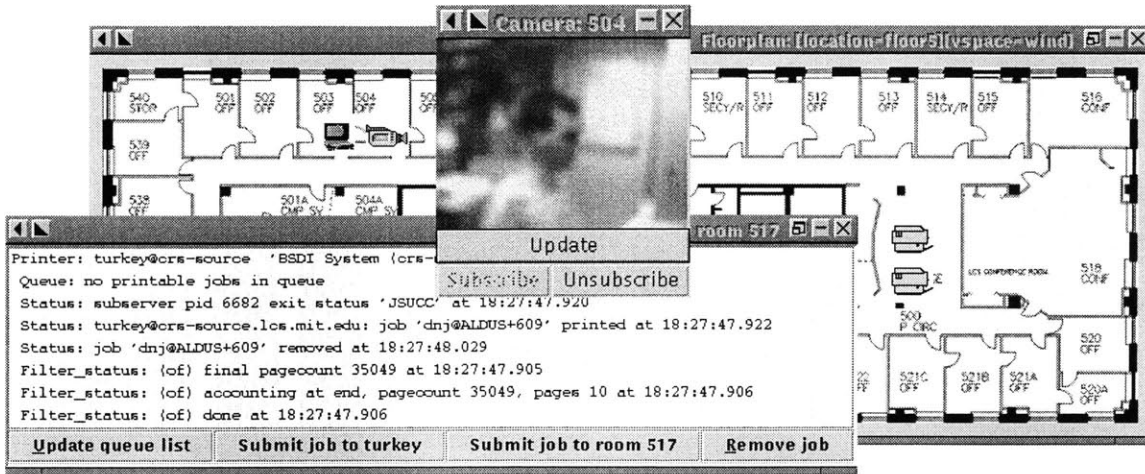 Camera: 504
Floorplan: [location=floor5][vspace=wind]
540
STOR
501
OFF
502
OFF
503
OFF
504
OFF
510
SECY/R
511
OFF
512
OFF
513
OFF
514
SECY/R
515
OFF
516
CONF
539
OFF
538
OFF
501A
CMP SV
504A
CMP SV
LCS CONFERENCE ROOM
518
CONF
500
P CIRC
520
OFF
521C
OFF
521B
OFF
521A
OFF
520A
OFF
Update
Subscribe Unsubscribe
room 517
Printer: turkey@crs-source 'BSDI System
Queue: no printable jobs in queue
Status: subserver pid 6682 exit status 'JSUCC' at 18:27:47.920
Status: turkey@crs-source.lcs.mit.edu: job 'dnj@ALDUS+609' printed at 18:27:47.922
Status: job 'dnj@ALDUS+609' removed at 18:27:48.029
Filter_status: (of) final pagecount 35049 at 18:27:47.905
Filter_status: (of) accounting at end, pagecount 35049, pages 10 at 18:27:47.906
Filter_status: (of) done at 18:27:47.906
Update queue list Submit job to turkey Submit job to room 517 Remove job